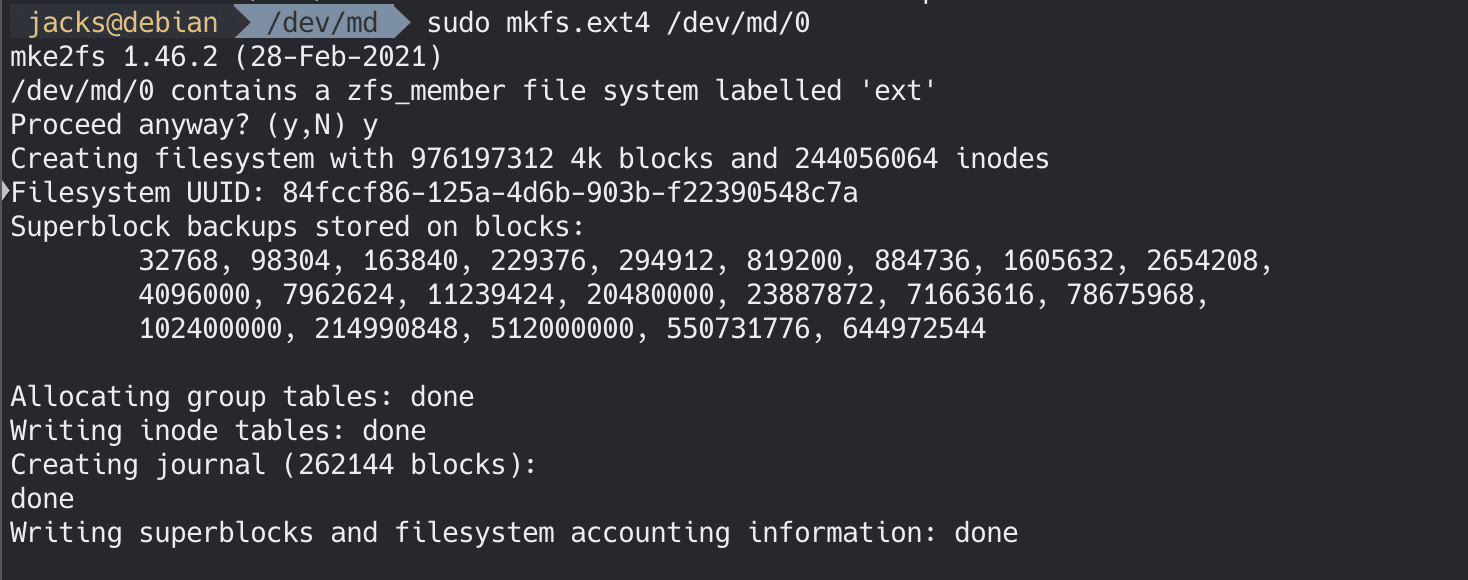 jacks@debian /dev/md sudo mkfs.ext4 /dev/md/0
mke2fs 1.46.2 (28-Feb-2021)
/dev/md/0 contains a zfs_member file system labelled 'ext'
Proceed anyway? (y,N) y
Creating filesystem with 976197312 4k blocks and 244056064 inodes
Filesystem UUID: 84fccf86-125a-4d6b-903b-f22390548c7a
Superblock backups stored on blocks:
32768, 98304, 163840, 229376, 294912, 819200, 884736, 1605632, 2654208,
4096000, 7962624, 11239424, 20480000, 23887872, 71663616, 78675968,
102400000, 214990848, 512000000, 550731776, 644972544
Allocating group tables: done
Writing inode tables: done
Creating journal (262144 blocks):
done
Writing superblocks and filesystem accounting information: done